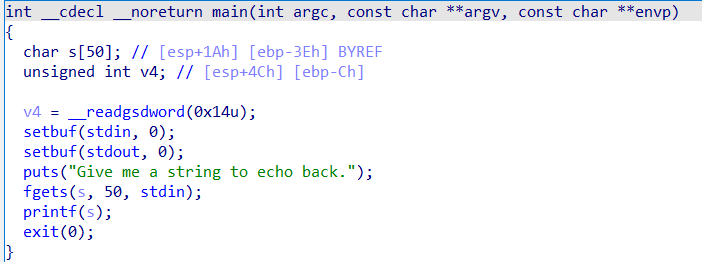 int __cdecl __noreturn main(int argc, const char **argv, const char **envp)
{
char s[50]; // [esp+1Ah] [ebp-3Eh] BYREF
unsigned int v4; // [esp+4Ch] [ebp-Ch]
v4 = __readgsdword(0x14u);
setbuf(stdin, 0);
setbuf(stdout, 0);
puts("Give me a string to echo back.");
fgets(s, 50, stdin);
printf(s);
exit(0);
}